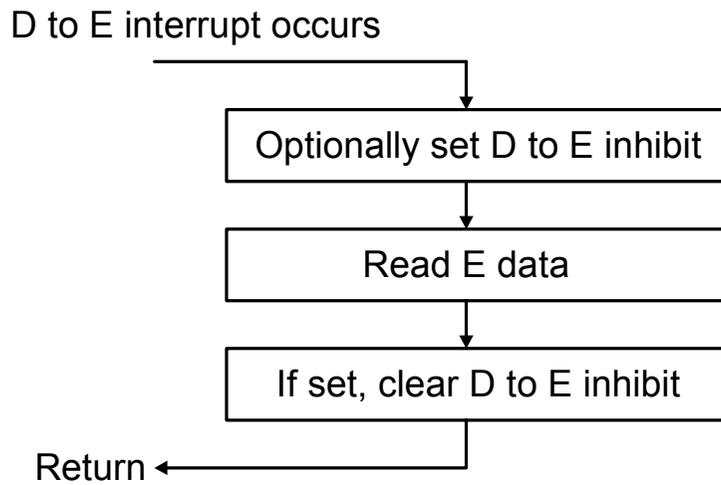 D to E interrupt occurs
Optionally set D to E inhibit
Read E data
If set, clear D to E inhibit
Return